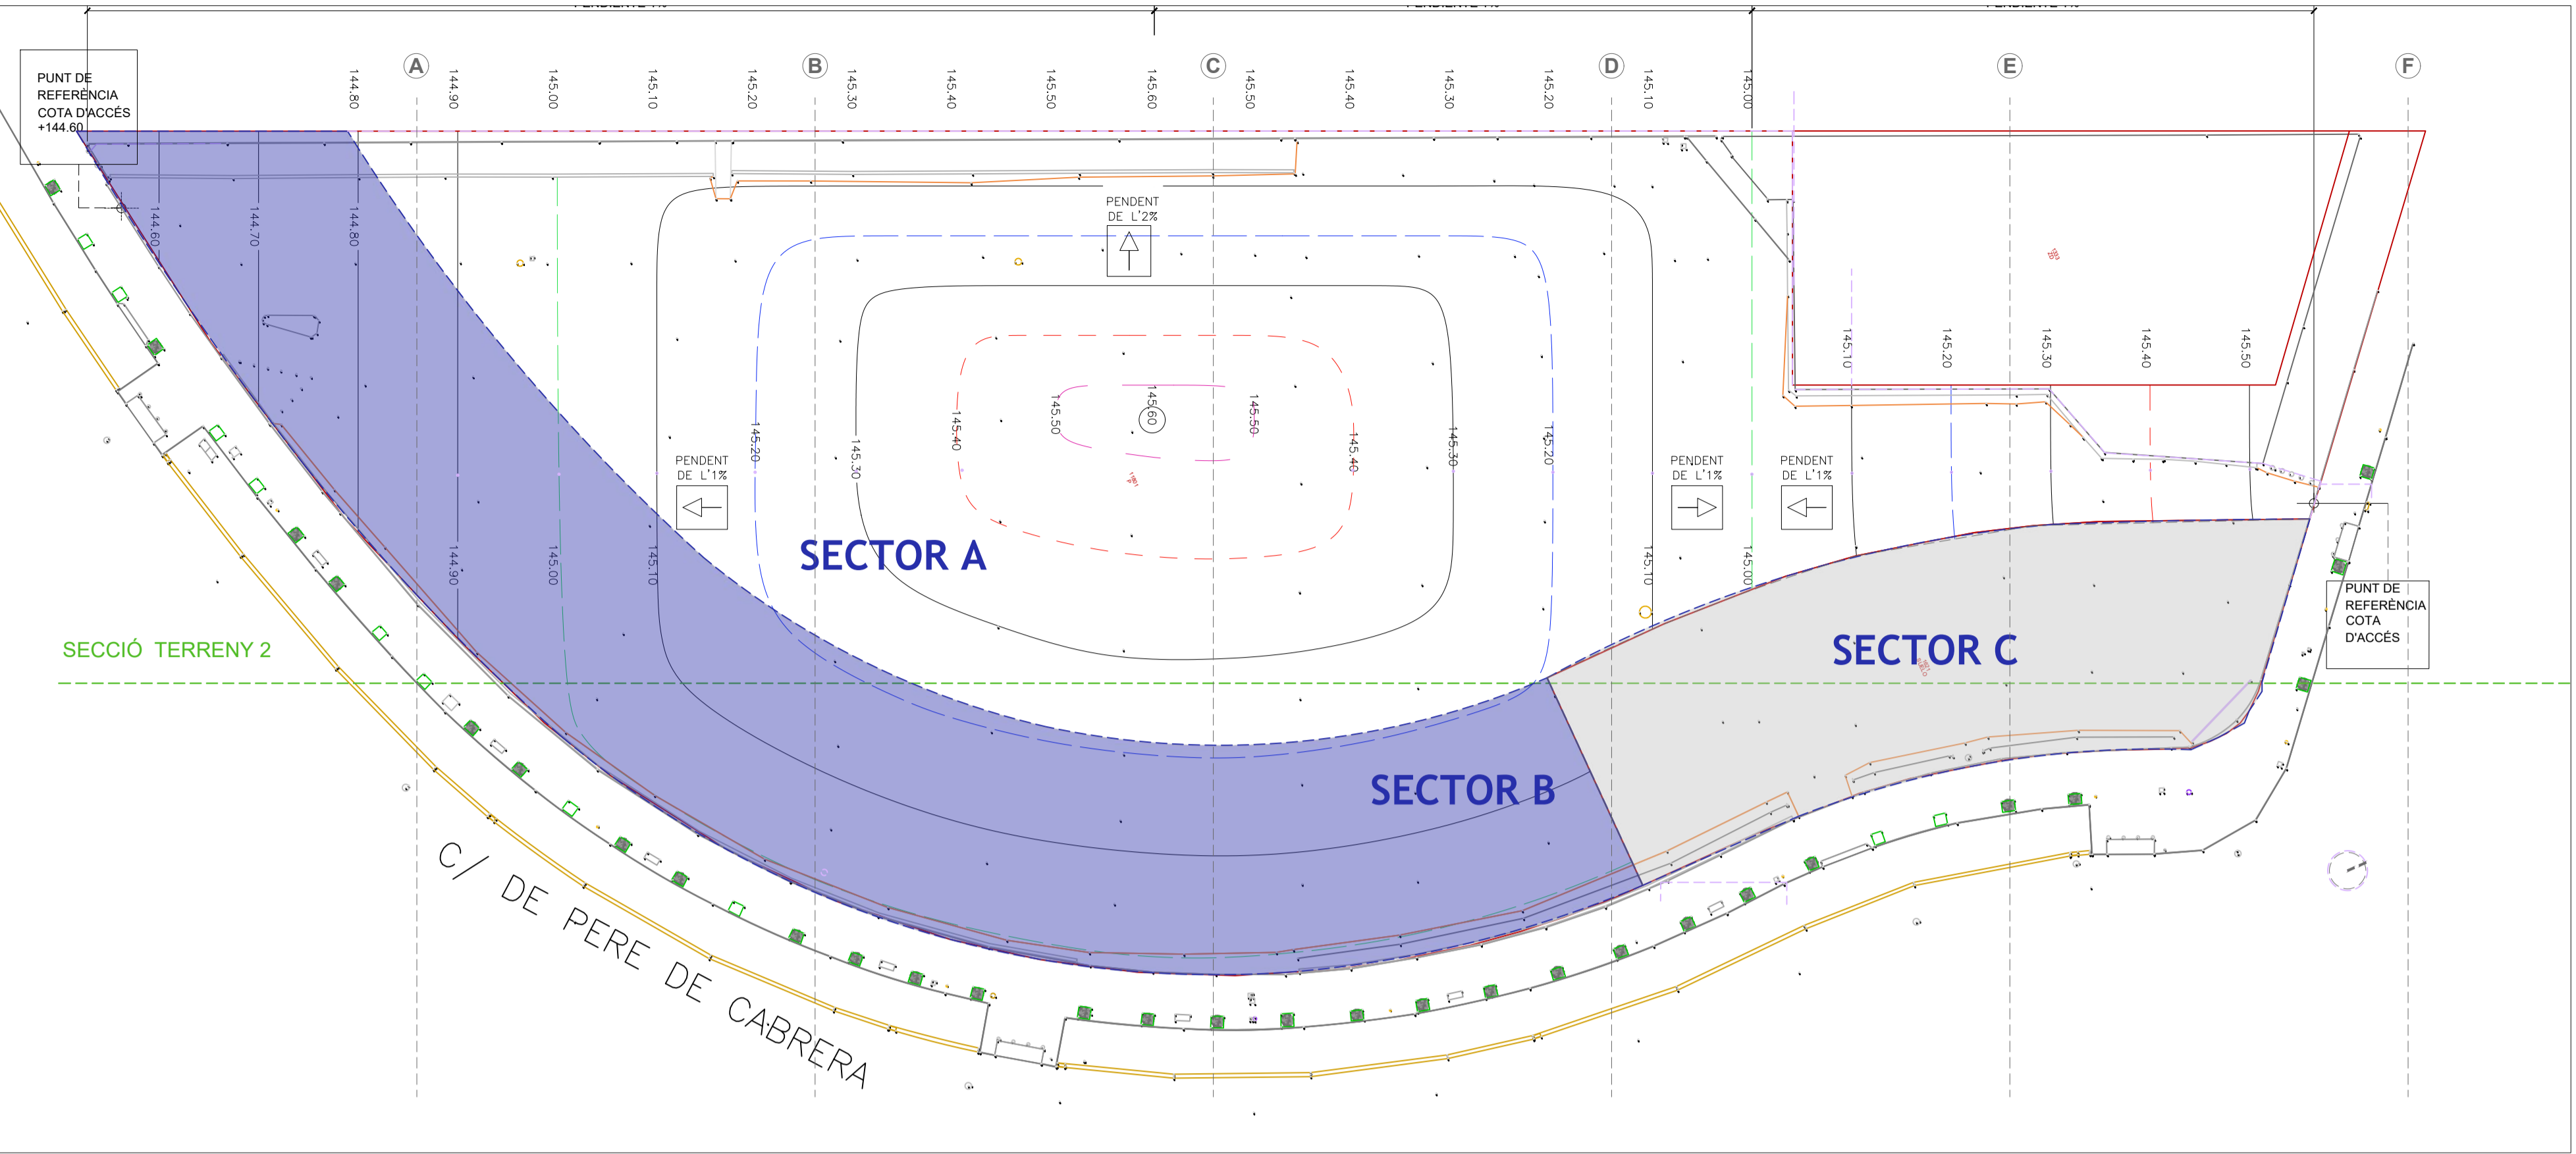 A
B
C
D
E
F
144.80
144.90
145.00
145.10
145.20
145.30
145.40
145.50
145.60
145.50
145.40
145.30
145.20
145.10
145.00
PUNT DE
REFERÈNCIA
COTA D'ACCÉS
+144.60
144.60
144.70
144.80
PENDENT
DE L'2%
145.10
145.20
145.30
145.40
145.50
145.20
145.30
145.40
145.50
145.60
145.50
145.40
145.30
145.20
PENDENT
DE L'1%
PENDENT
DE L'1%
PENDENT
DE L'1%
144.90
145.00
145.10
SECTOR A
145.10
145.00
PUNT DE
REFERÈNCIA
COTA
D'ACCÉS
SECCIÓ TERRENY 2
SECTOR C
SECTOR B
C/ DE PERE DE CABRERA